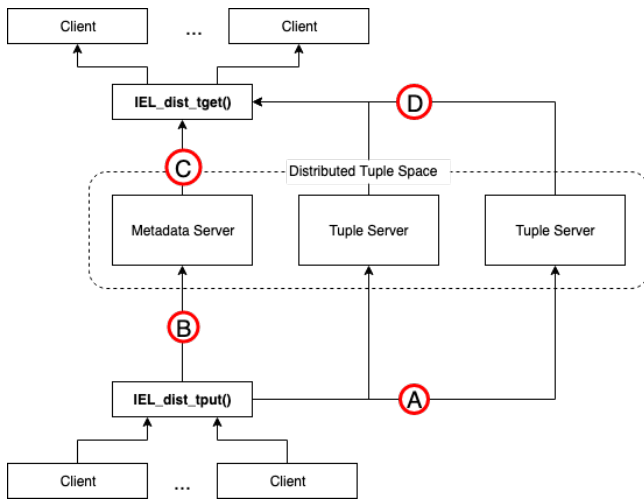 Client
...
Client
IEL_dist_tget()
D
C
Distributed Tuple Space
Metadata Server
Tuple Server
Tuple Server
B
IEL_dist_tput()
A
Client
...
Client